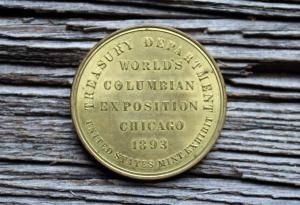 TREASURY DEPARTMENT
WORLD'S
COLUMBIAN
EXPOSITION
CHICAGO
1893
UNITED STATES MINT EXHIBIT